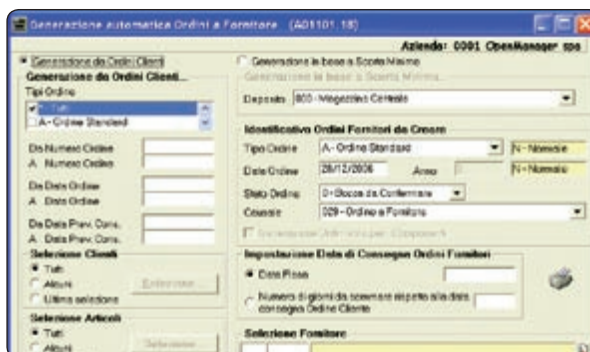 Generazione automatica Ordini a Fornitore (A01101.18)
Azienda: 0001 OpenManager spa
Generazione da Ordini Clienti
Generazione in base a Scorta Minima
Generazione da Ordini Clienti...
Generazione in base a Scorta Minima...
Tipi Ordine
* - Tutti
A - Ordine Standard
Deposito 000 - Magazzino Centrale
Identificativo Ordini Fornitori da Creare
Da Numero Ordine
A Numero Ordine
Tipo Ordine A - Ordine Standard N - Normale
Data Ordine 28/12/2006 Anno N - Normale
Da Data Ordine
A Data Ordine
Stato Ordine 0 - Bozza da Confermare
Causale 029 - Ordine a Fornitore
Da Data Prev. Cons.
A Data Prev. Cons.
Selezione Clienti
Tutti
Alcuni
Selezione...
Ultima selezione
Impostazione Data di Consegna Ordini Fornitori
Data Fissa
Numero di giorni da sommare rispetto alla data
consegna Ordine Cliente
Selezione Articoli
Tutti
Alcuni
Selezione...
Selezione Fornitore